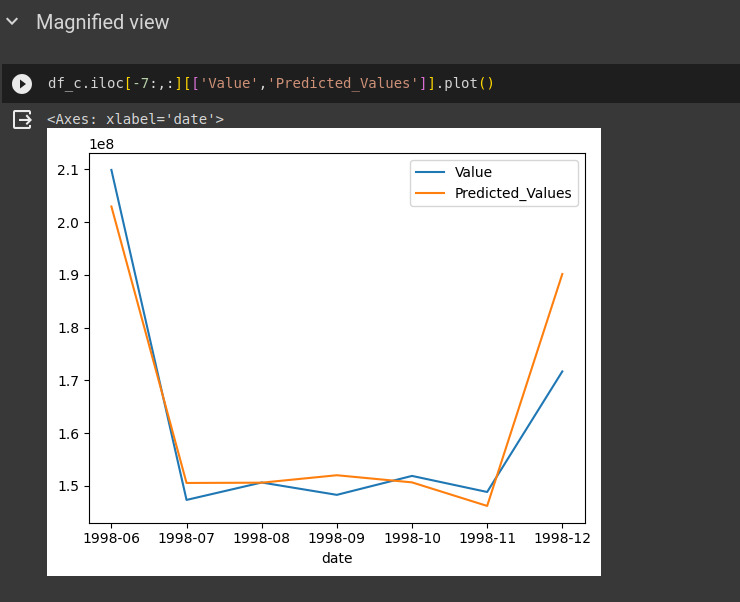 Magnified view
df_c.iloc[-7:,:][['Value','Predicted_Values']].plot()
<Axes: xlabel='date'>
1e8
2.1
2.0
1.9
1.8
1.7
1.6
1.5
Value
Predicted_Values
1998-06 1998-07 1998-08 1998-09 1998-10 1998-11 1998-12
date